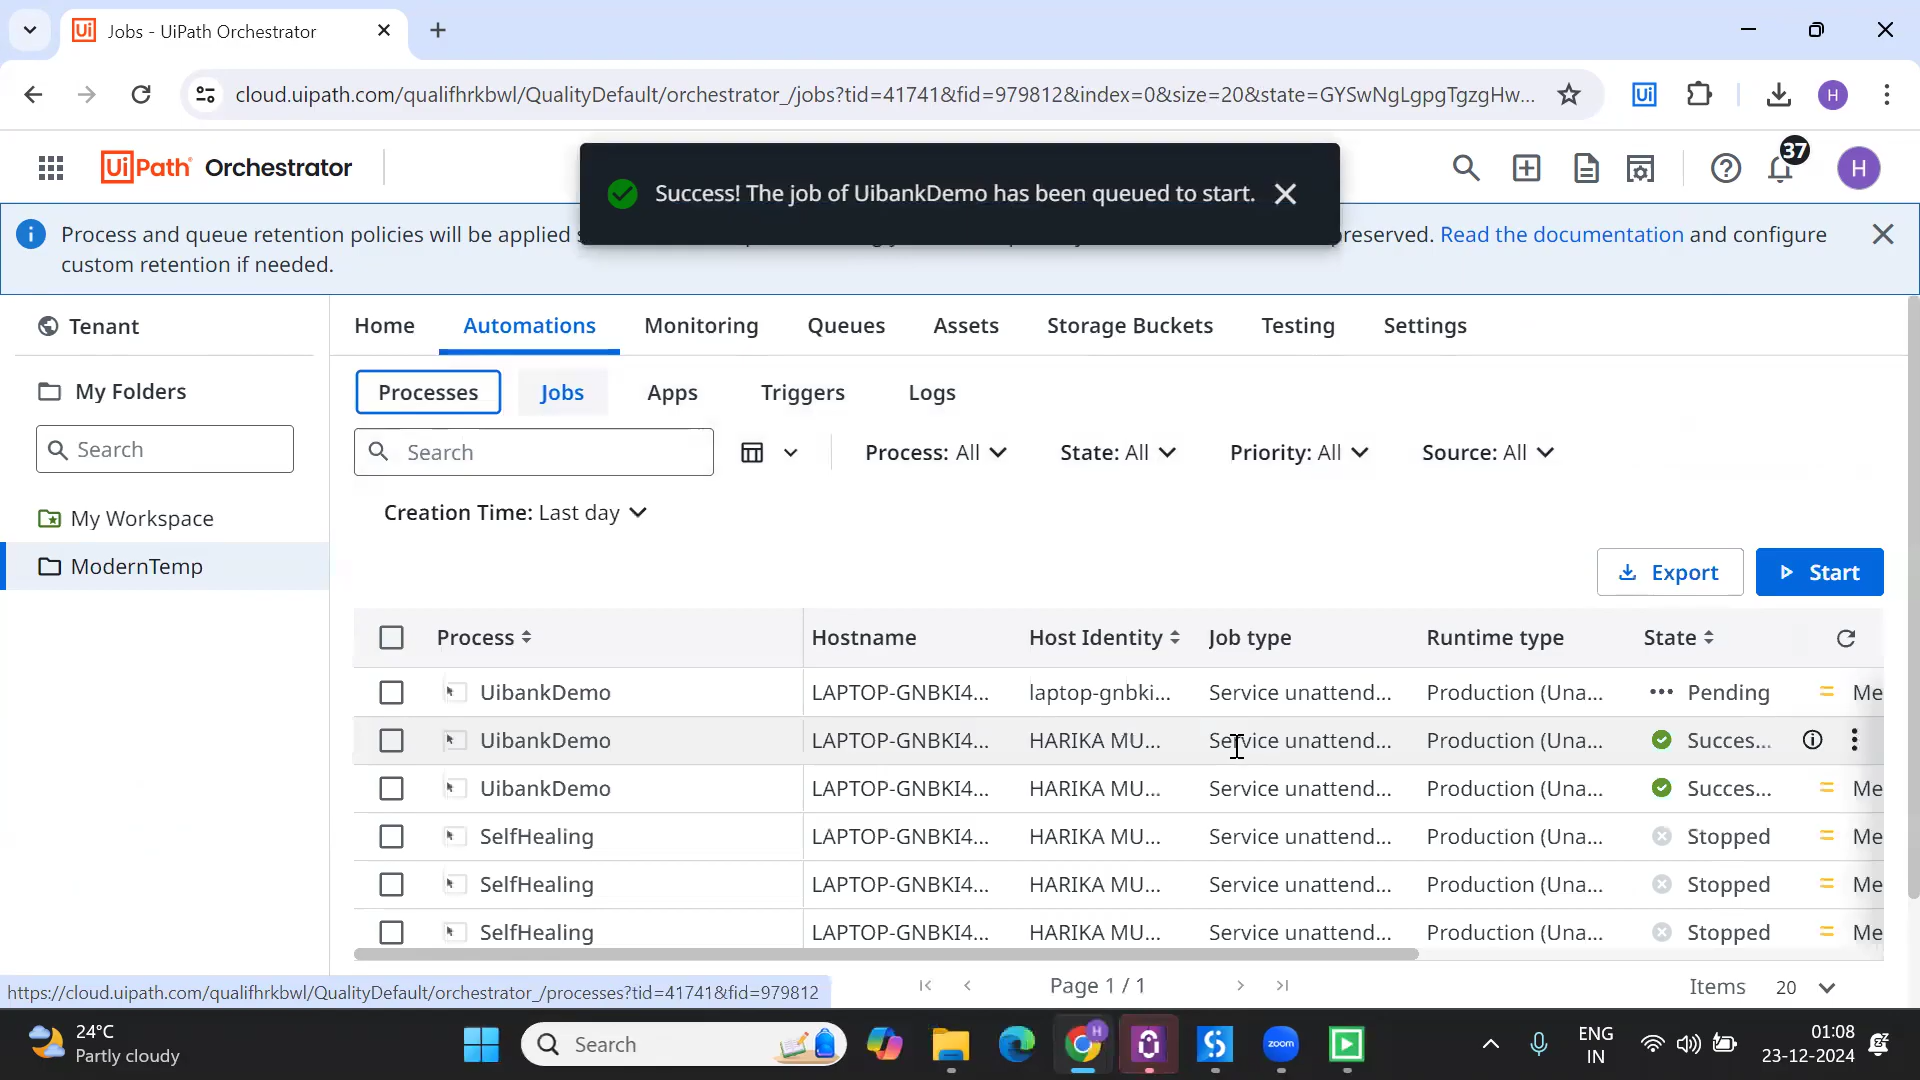 Jobs - UiPath Orchestrator
cloud.uipath.com/qualifhrkbwl/QualityDefault/orchestrator_/jobs?tid=41741&fid=979812&index=0&size=20&state=GYSwNgLgpgTgzgHw...
Ui
H
UiPath Orchestrator
Success! The job of UibankDemo has been queued to start.
37
H
Process and queue retention policies will be applied
preserved. Read the documentation and configure
custom retention if needed.
Tenant
Home Automations Monitoring Queues Assets Storage Buckets Testing Settings
My Folders
Processes Jobs Apps Triggers Logs
Search
Search
Process: All State: All Priority: All Source: All
My Workspace
Creation Time: Last day
ModernTemp
Export Start
Process Hostname Host Identity Job type Runtime type State
UibankDemo LAPTOP-GNBKI4... laptop-gnbki... Service unattend... Production (Una... Pending Me
UibankDemo LAPTOP-GNBKI4... HARIKA MU... Service unattend... Production (Una... Succes...
UibankDemo LAPTOP-GNBKI4... HARIKA MU... Service unattend... Production (Una... Succes... Me
SelfHealing LAPTOP-GNBKI4... HARIKA MU... Service unattend... Production (Una... Stopped Me
SelfHealing LAPTOP-GNBKI4... HARIKA MU... Service unattend... Production (Una... Stopped Me
SelfHealing LAPTOP-GNBKI4... HARIKA MU... Service unattend... Production (Una... Stopped Me
https://cloud.uipath.com/qualifhrkbwl/QualityDefault/orchestrator_/processes?tid=41741&fid=979812
Page 1 / 1
Items 20
24°C
Partly cloudy
Search
H
zoom
ENG
IN
01:08
23-12-2024